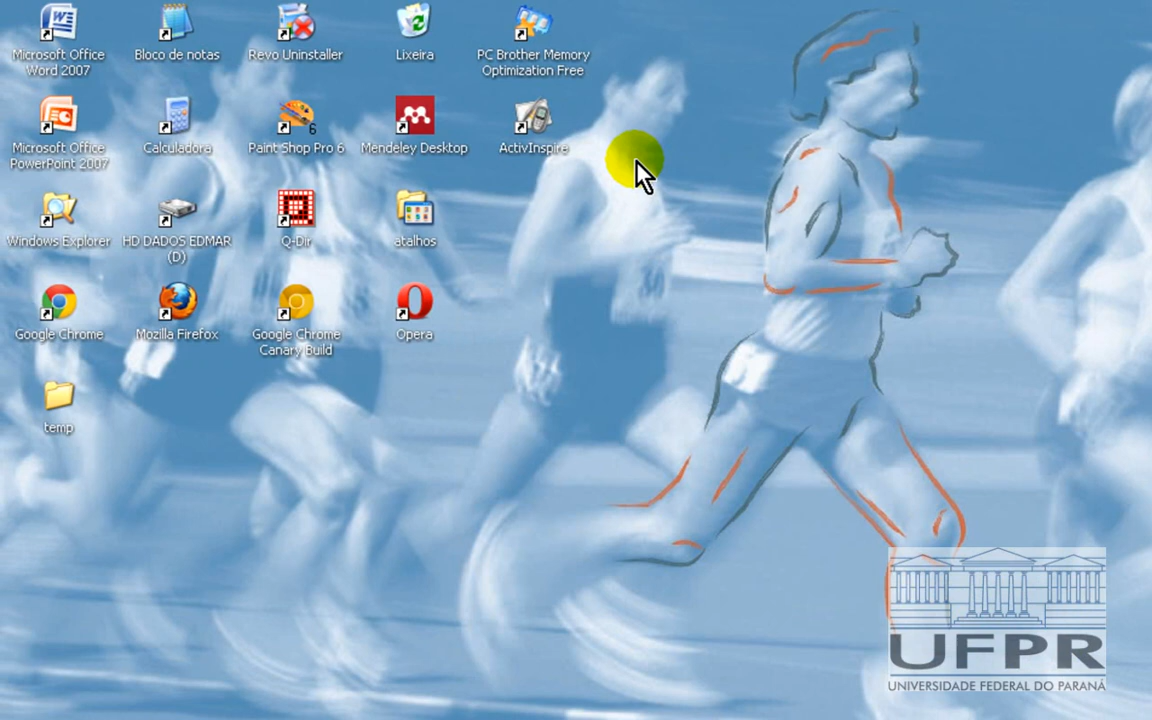 Microsoft Office
Word 2007
Bloco de notas
Revo Uninstaller
Lixeira
PC Brother Memory
Optimization Free
Microsoft Office
PowerPoint 2007
Calculadora
6
Paint Shop Pro 6
Mendeley Desktop
ActivInspire
Windows Explorer
HD DADOS EDMAR
(D)
Q-Dir
atalhos
Google Chrome
Mozilla Firefox
Google Chrome
Canary Build
Opera
temp
UFPR
UNIVERSIDADE FEDERAL DO PARANÁ